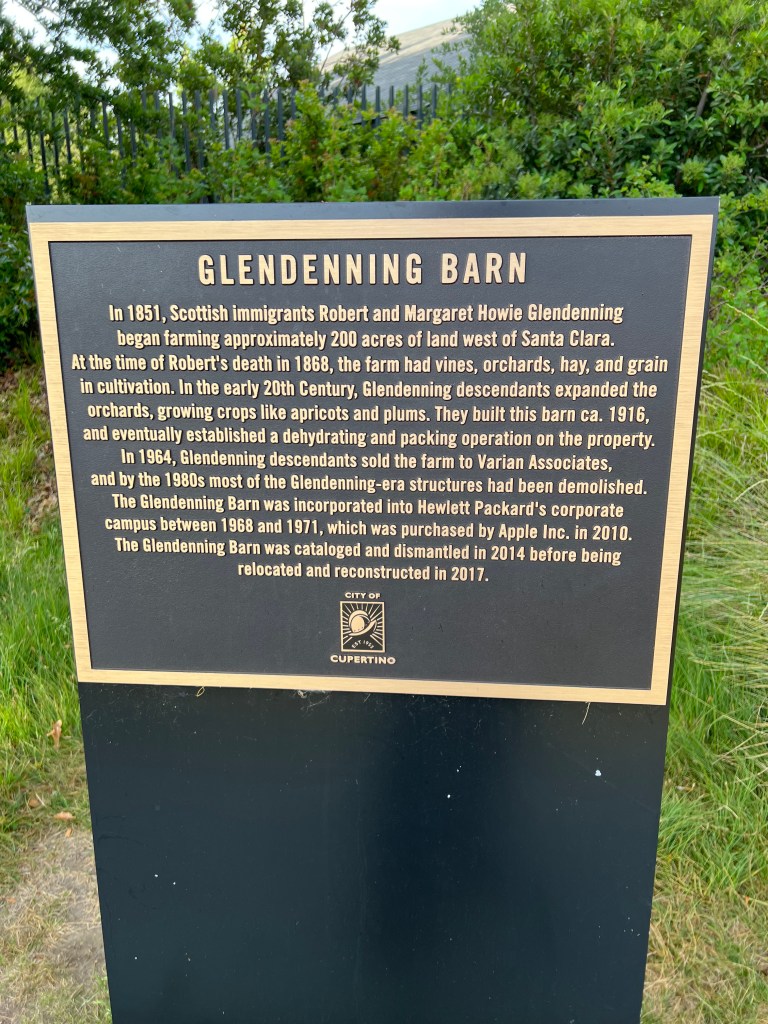 GLENDENNING BARN
In 1851, Scottish immigrants Robert and Margaret Howie Glendenning
began farming approximately 200 acres of land west of Santa Clara.
At the time of Robert's death in 1868, the farm had vines, orchards, hay, and grain
in cultivation. In the early 20th Century, Glendenning descendants expanded the
orchards, growing crops like apricots and plums. They built this barn ca. 1916,
and eventually established a dehydrating and packing operation on the property.
In 1964, Glendenning descendants sold the farm to Varian Associates,
and by the 1980s most of the Glendenning-era structures had been demolished.
The Glendenning Barn was incorporated into Hewlett Packard's corporate
campus between 1968 and 1971, which was purchased by Apple Inc. in 2010.
The Glendenning Barn was cataloged and dismantled in 2014 before being
relocated and reconstructed in 2017.
CITY OF
EST 1955
CUPERTINO